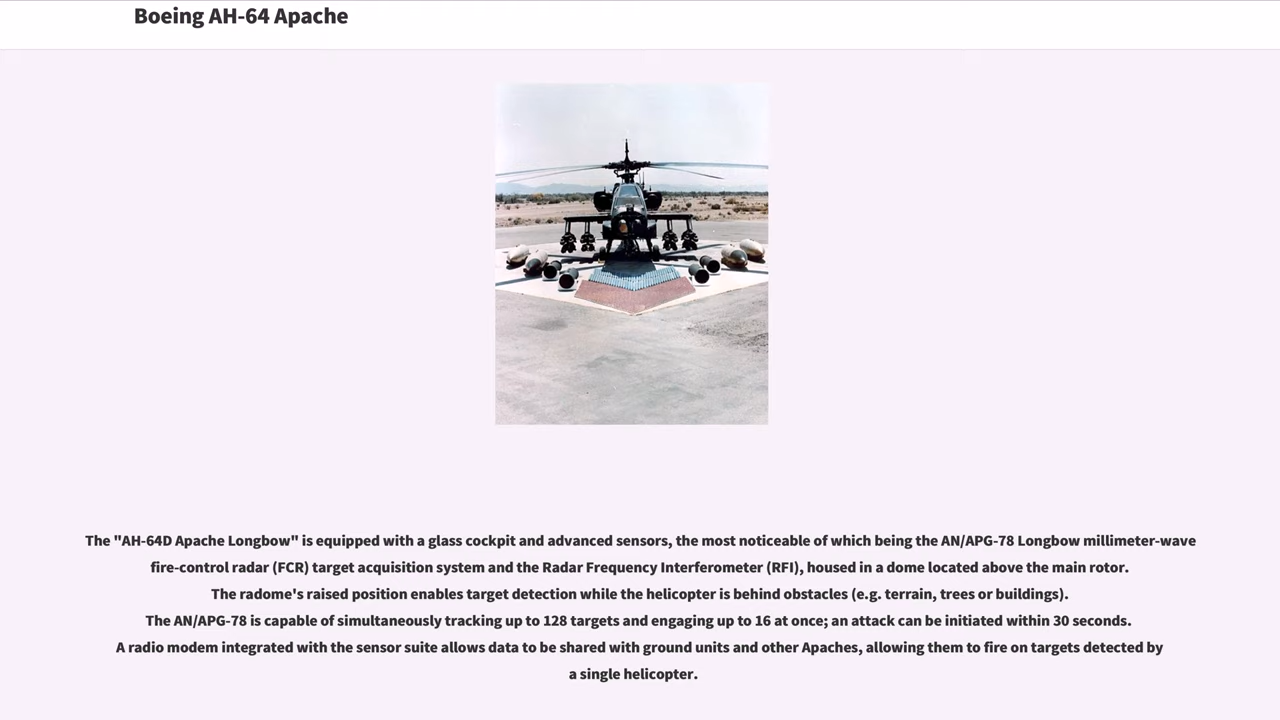 Boeing AH-64 Apache
The "AH-64D Apache Longbow" is equipped with a glass cockpit and advanced sensors, the most noticeable of which being the AN/APG-78 Longbow millimeter-wave
fire-control radar (FCR) target acquisition system and the Radar Frequency Interferometer (RFI), housed in a dome located above the main rotor.
The radome's raised position enables target detection while the helicopter is behind obstacles (e.g. terrain, trees or buildings).
The AN/APG-78 is capable of simultaneously tracking up to 128 targets and engaging up to 16 at once; an attack can be initiated within 30 seconds.
A radio modem integrated with the sensor suite allows data to be shared with ground units and other Apaches, allowing them to fire on targets detected by
a single helicopter.